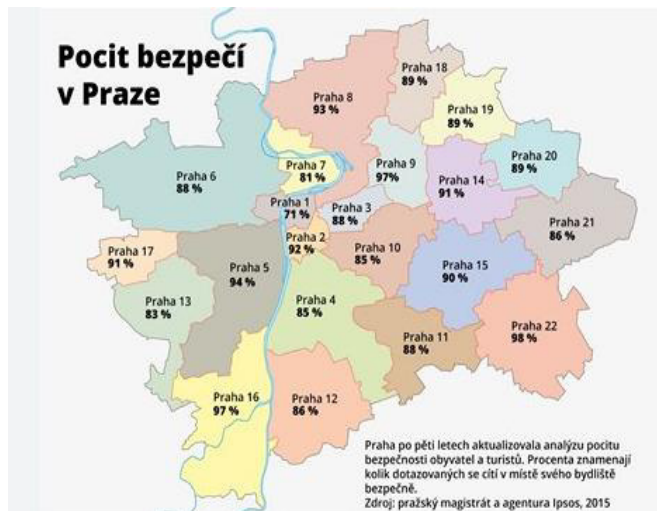 Pocit bezpečí
v Praze
Praha 18
89 %
Praha 8
93 %
Praha 19
89 %
Praha 6
88 %
Praha 7
81 %
Praha 9
97%
Praha 14
91 %
Praha 20
89 %
Praha 1
71 %
Praha 3
88 %
Praha 21
86 %
Praha 2
92 %
Praha 10
85 %
Praha 17
91 %
Praha 5
94 %
Praha 15
90 %
Praha 13
83 %
Praha 4
85 %
Praha 11
88 %
Praha 22
98 %
Praha 16
97 %
Praha 12
86 %
Praha po pěti letech aktualizovala analýzu pocitu
bezpečnosti obyvatel a turistů. Procenta znamenají
kolik dotazovaných se cítí v místě svého bydliště
bezpečně.
Zdroj: pražský magistrát a agentura Ipsos, 2015